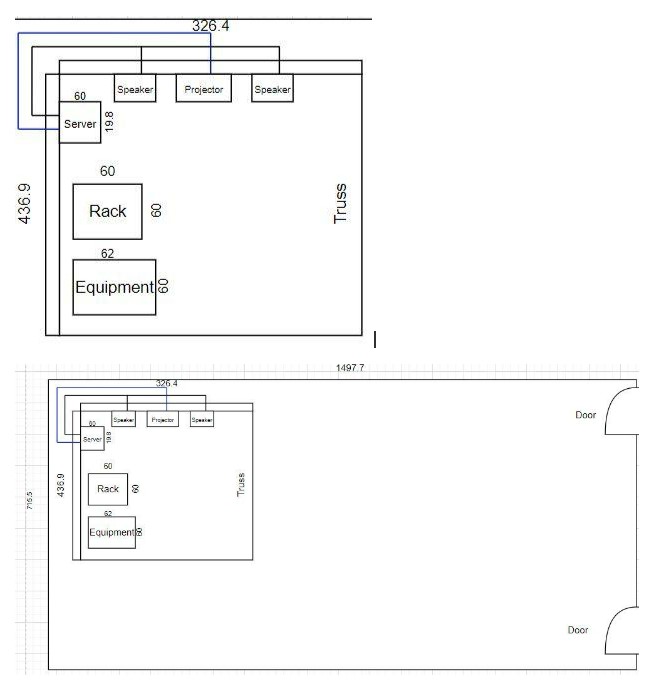 326.4
Speaker
Projector
Speaker
60
Server
19.8
60
436.9
Rack
60
Truss
62
Equipment
60
1497.7
326.4
Door
Speaker
Projector
Speaker
60
Server
19.8
60
436.9
Rack
60
Truss
715.5
62
Equipment
60
Door